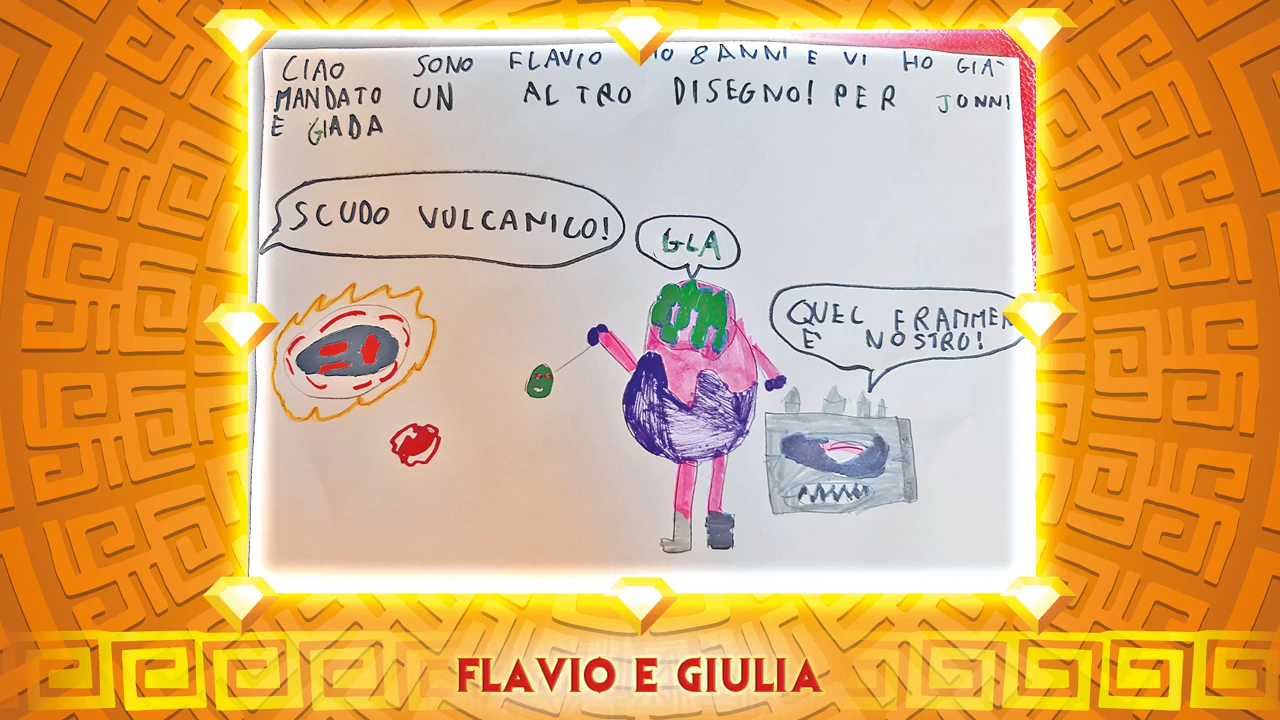 CIAO SONO FLAVIO HO 8 ANNI E VI HO GIA'
MANDATO UN ALTRO DISEGNO! PER JONNI
E GIADA
SCUDO VULCANICO!
GLA
QUEL FRAMMEN
E' NOSTRO!
FLAVIO E GIULIA